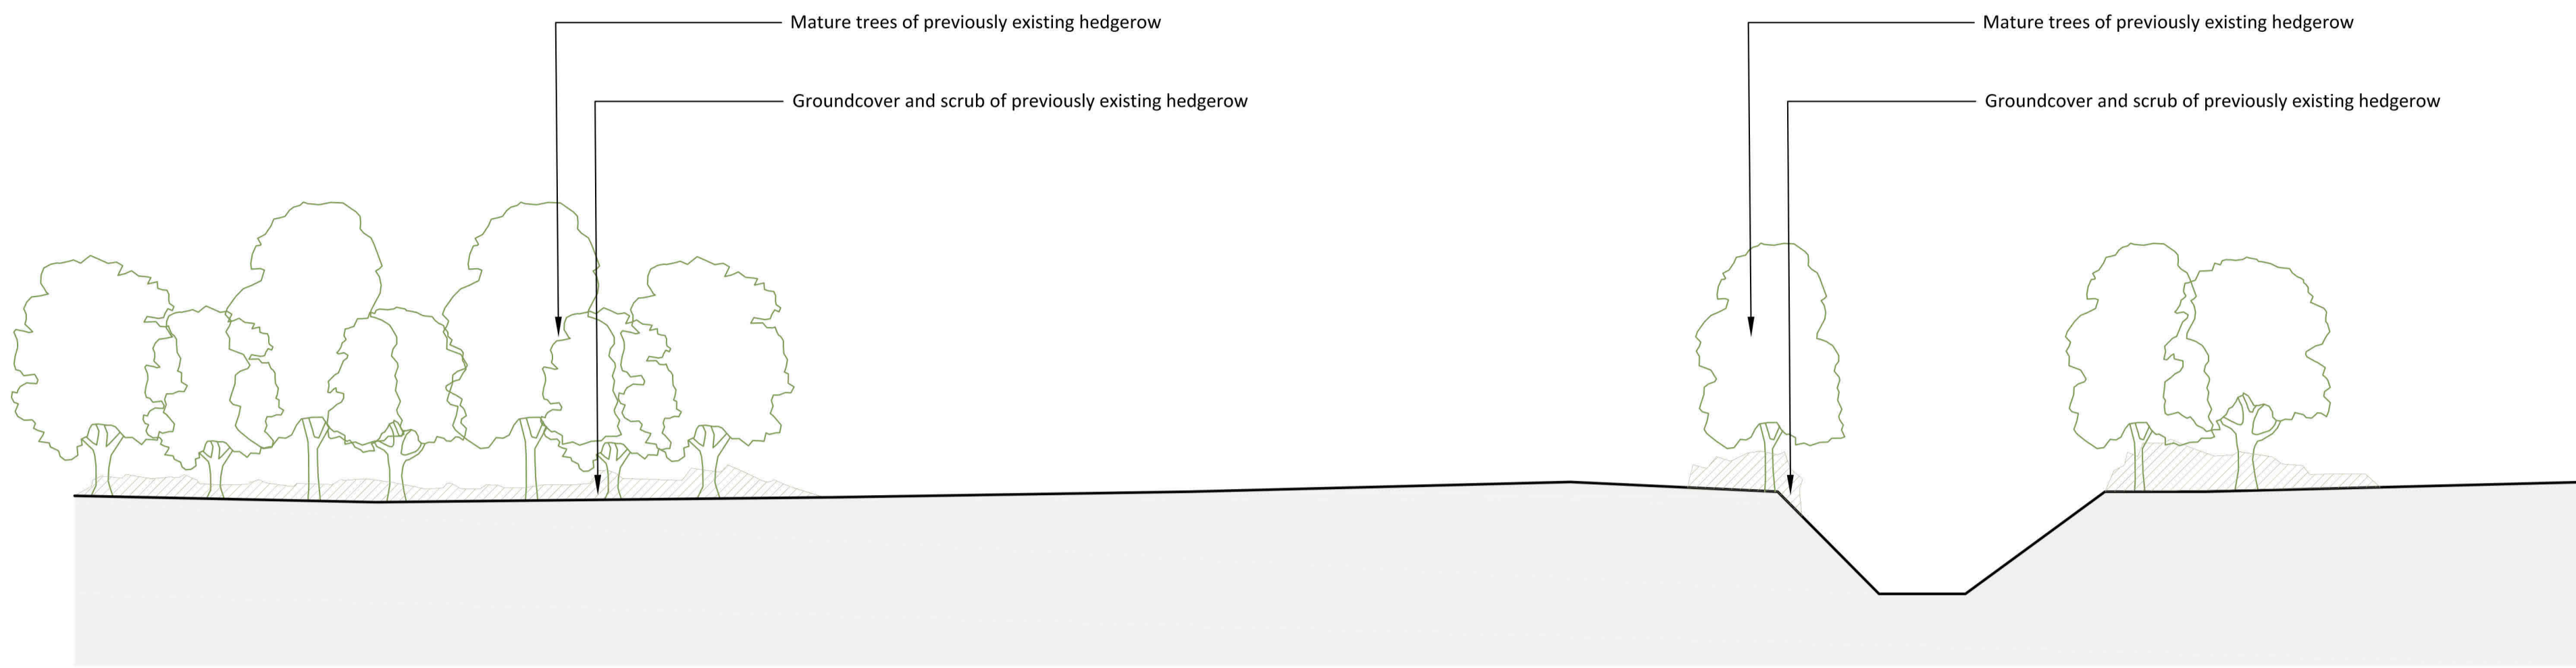 Mature trees of previously existing hedgerow
Groundcover and scrub of previously existing hedgerow
Mature trees of previously existing hedgerow
Groundcover and scrub of previously existing hedgerow